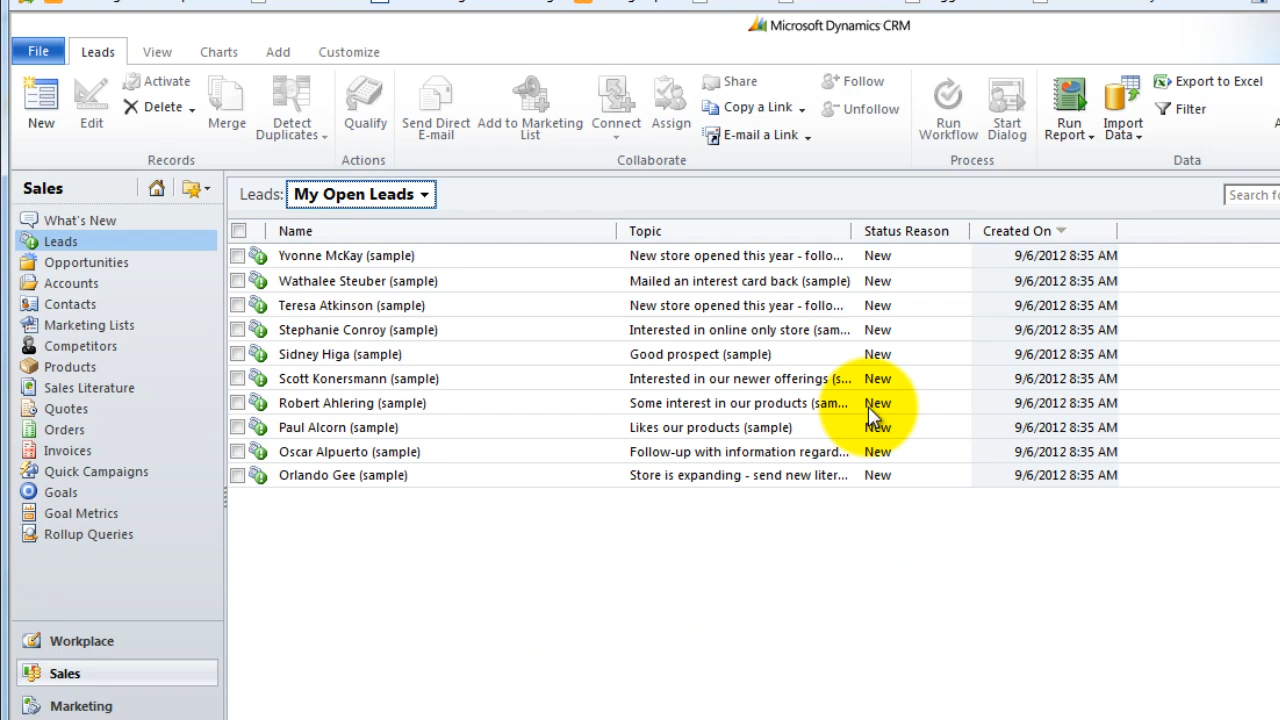 Microsoft Dynamics CRM
File Leads View Charts Add Customize
New
Edit
Activate
Delete
Merge
Detect
Duplicates
Records
Qualify
Actions
Send Direct
E-mail
Add to Marketing
List
Connect
Assign
Share
Copy a Link
E-mail a Link
Collaborate
Follow
Unfollow
Run
Workflow
Start
Dialog
Process
Run
Report
Import
Data
Export to Excel
Filter
Data
Sales
What's New
Leads
Opportunities
Accounts
Contacts
Marketing Lists
Competitors
Products
Sales Literature
Quotes
Orders
Invoices
Quick Campaigns
Goals
Goal Metrics
Rollup Queries
Workplace
Sales
Marketing
Leads: My Open Leads
Search fo
Name Topic Status Reason Created On
Yvonne McKay (sample) New store opened this year - follo... New 9/6/2012 8:35 AM
Wathalee Steuber (sample) Mailed an interest card back (sample) New 9/6/2012 8:35 AM
Teresa Atkinson (sample) New store opened this year - follo... New 9/6/2012 8:35 AM
Stephanie Conroy (sample) Interested in online only store (sam... New 9/6/2012 8:35 AM
Sidney Higa (sample) Good prospect (sample) New 9/6/2012 8:35 AM
Scott Konersmann (sample) Interested in our newer offerings (s... New 9/6/2012 8:35 AM
Robert Ahlering (sample) Some interest in our products (sam... New 9/6/2012 8:35 AM
Paul Alcorn (sample) Likes our products (sample) New 9/6/2012 8:35 AM
Oscar Alpuerto (sample) Follow-up with information regard... New 9/6/2012 8:35 AM
Orlando Gee (sample) Store is expanding - send new liter... New 9/6/2012 8:35 AM